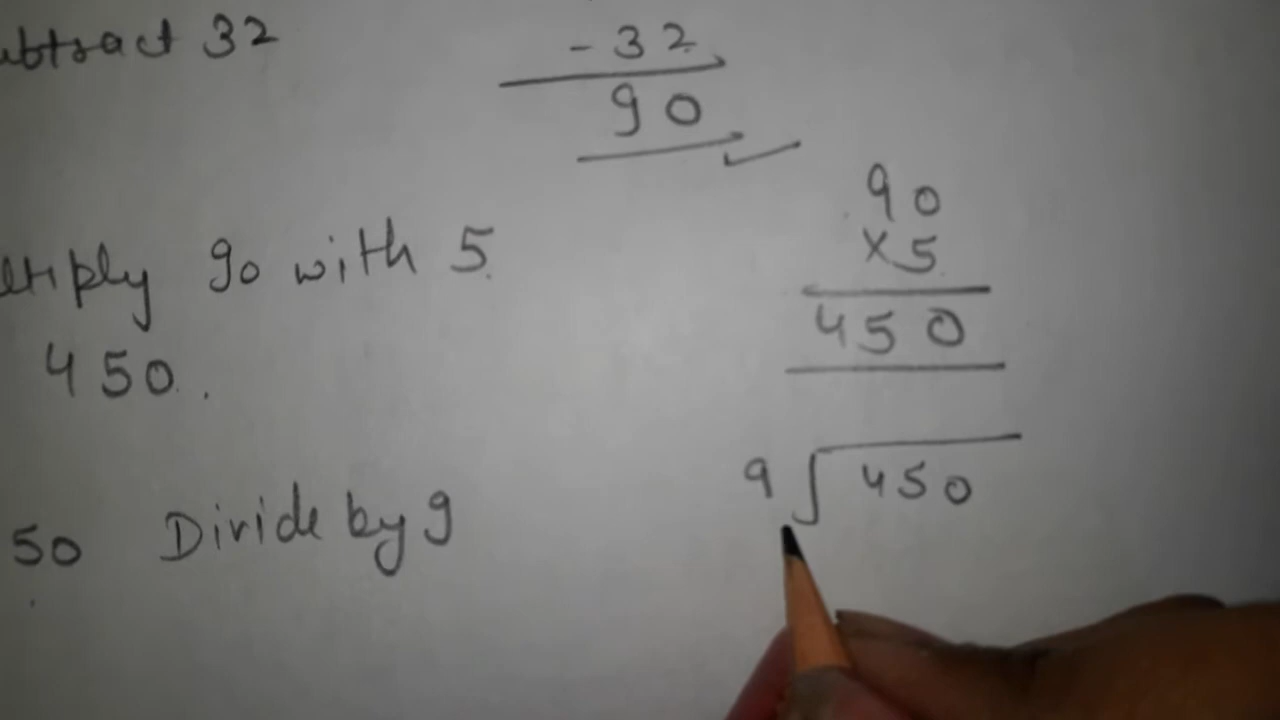 ubtract 32
- 32
90
90
x5
450
ltiply 90 with 5
450.
9 450
50 Divide by 9